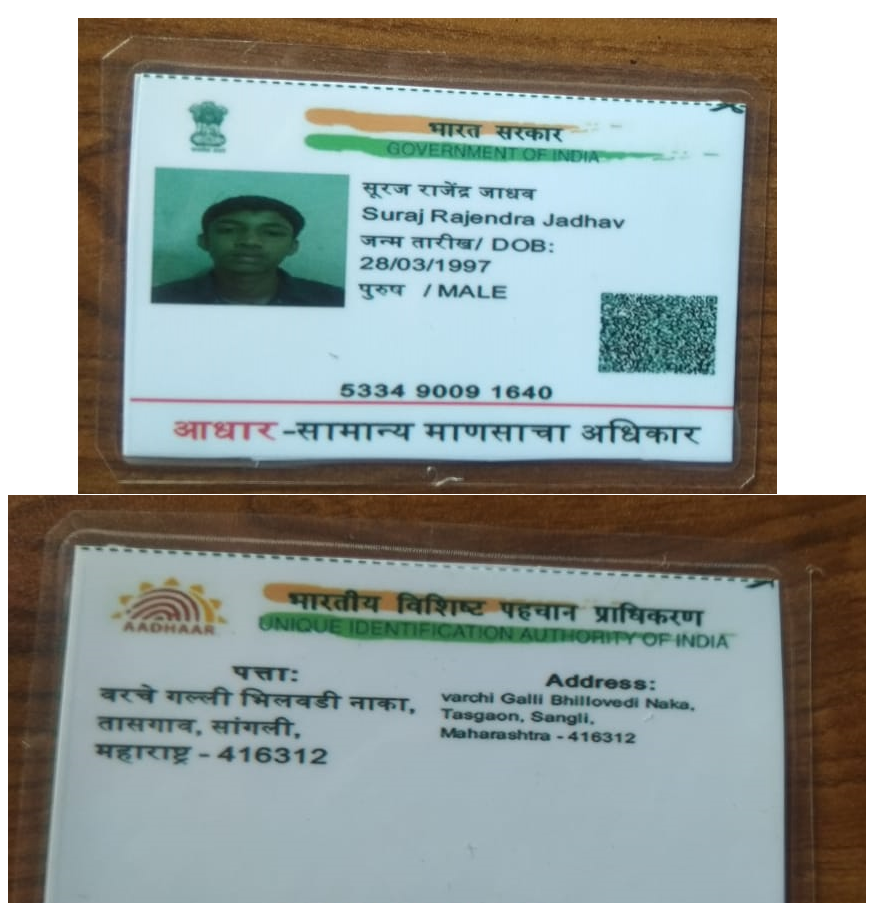 भारत सरकार
GOVERNMENT OF INDIA
सूरज राजेंद्र जाधव
Suraj Rajendra Jadhav
जन्म तारीख/ DOB:
28/03/1997
पुरुष / MALE
5334 9009 1640
आधार -सामान्य माणसाचा अधिकार
भारतीय विशिष्ट पहचान प्राधिकरण
AADHAAR
UNIQUE IDENTIFICATION AUTHORITY OF INDIA
पत्ता:
वरचे गल्ली भिलवडी नाका,
तासगाव, सांगली,
महाराष्ट्र - 416312
Address:
varchi Galli Bhillovedi Naka,
Tasgaon, Sangli,
Maharashtra - 416312